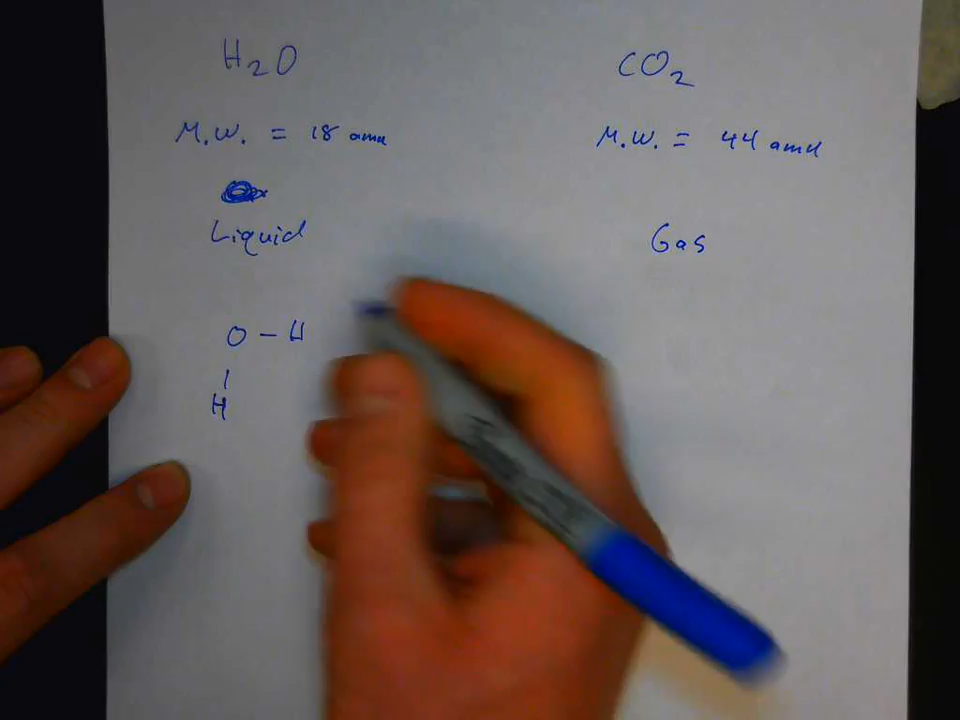 H2O
CO2
M.W. = 18 amu
M.W. = 44 amu
Liquid
Gas
O - H
|
H